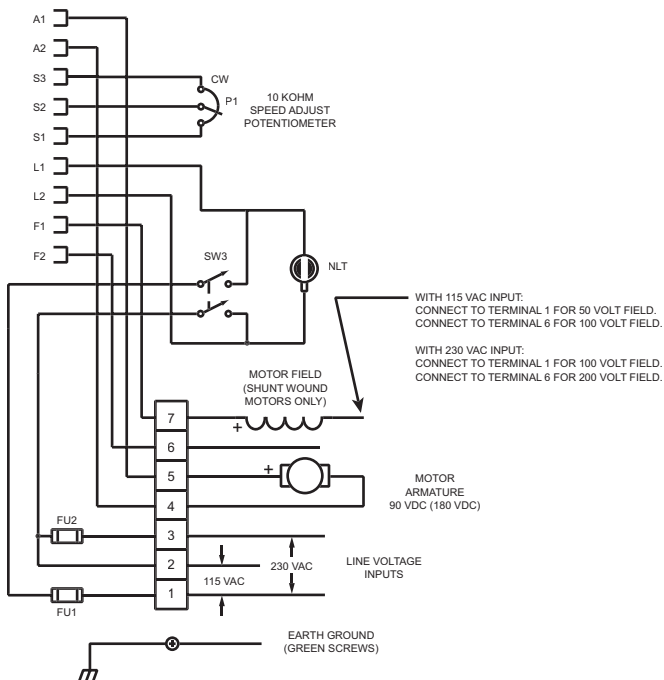 A1
A2
S3
CW
P1
10 KOHM
SPEED ADJUST
POTENTIOMETER
S2
S1
L1
L2
F1
F2
SW3
NLT
WITH 115 VAC INPUT:
CONNECT TO TERMINAL 1 FOR 50 VOLT FIELD.
CONNECT TO TERMINAL 6 FOR 100 VOLT FIELD.
WITH 230 VAC INPUT:
CONNECT TO TERMINAL 1 FOR 100 VOLT FIELD.
CONNECT TO TERMINAL 6 FOR 200 VOLT FIELD.
MOTOR FIELD
(SHUNT WOUND
MOTORS ONLY)
7
+
6
5
+
MOTOR
ARMATURE
90 VDC (180 VDC)
4
FU2
3
2
115 VAC
230 VAC
LINE VOLTAGE
INPUTS
1
FU1
EARTH GROUND
(GREEN SCREWS)